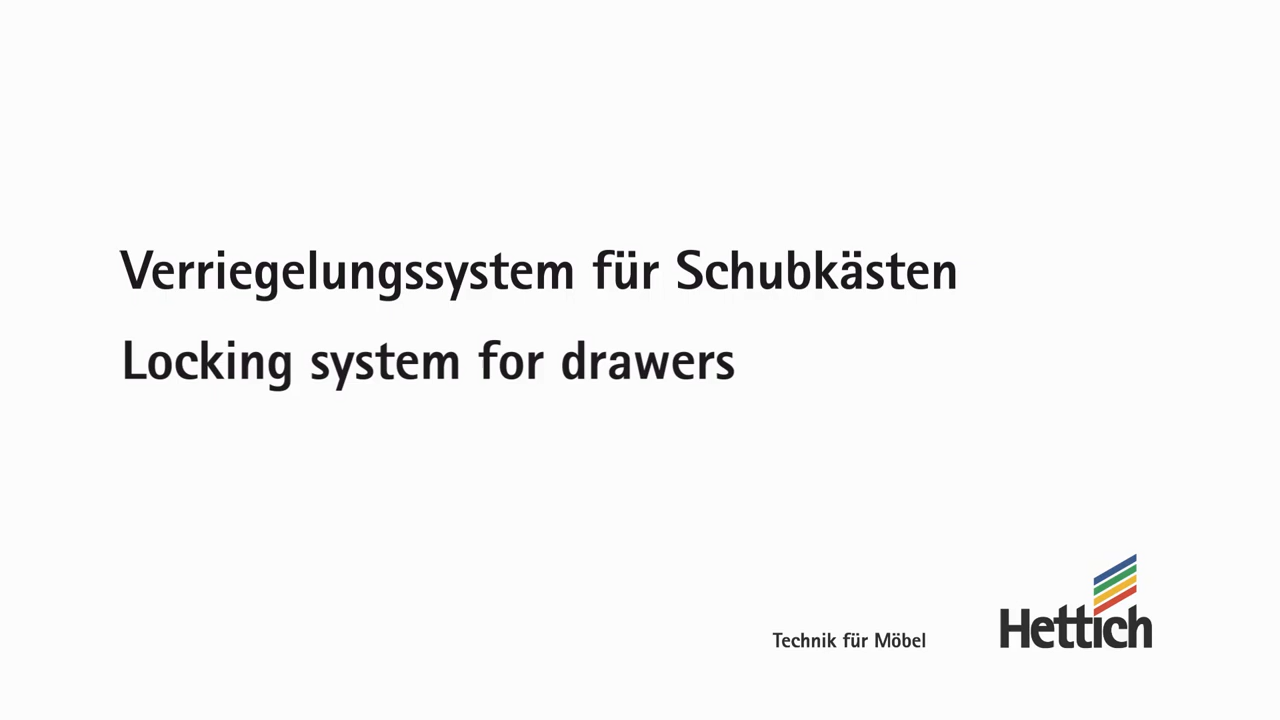 Verriegelungssystem für Schubkästen
Locking system for drawers
Technik für Möbel
Hettich